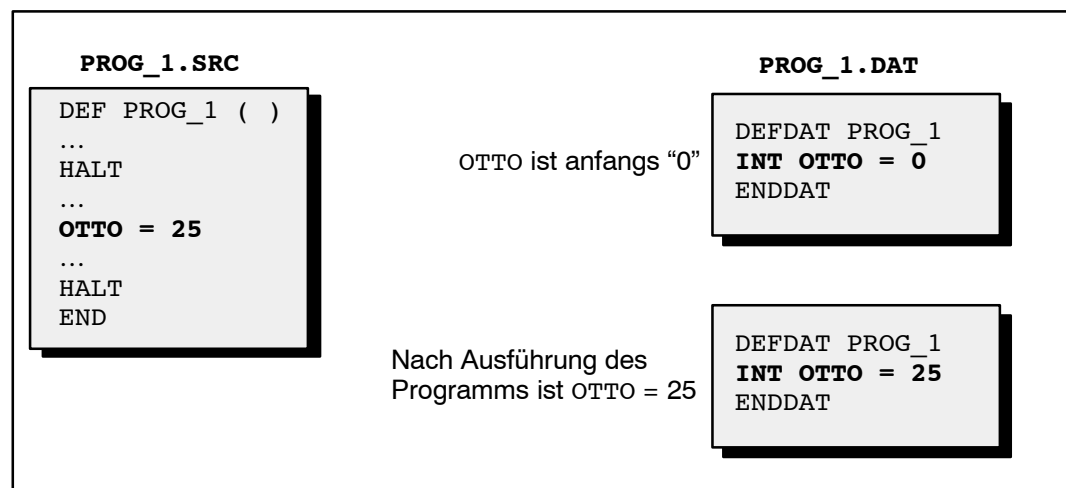 PROG_1.SRC
DEF PROG_1 ( )
...
HALT
...
OTTO = 25
...
HALT
END
PROG_1.DAT
OTTO ist anfangs “0”
DEFDAT PROG_1
INT OTTO = 0
ENDDAT
Nach Ausführung des
Programms ist OTTO = 25
DEFDAT PROG_1
INT OTTO = 25
ENDDAT